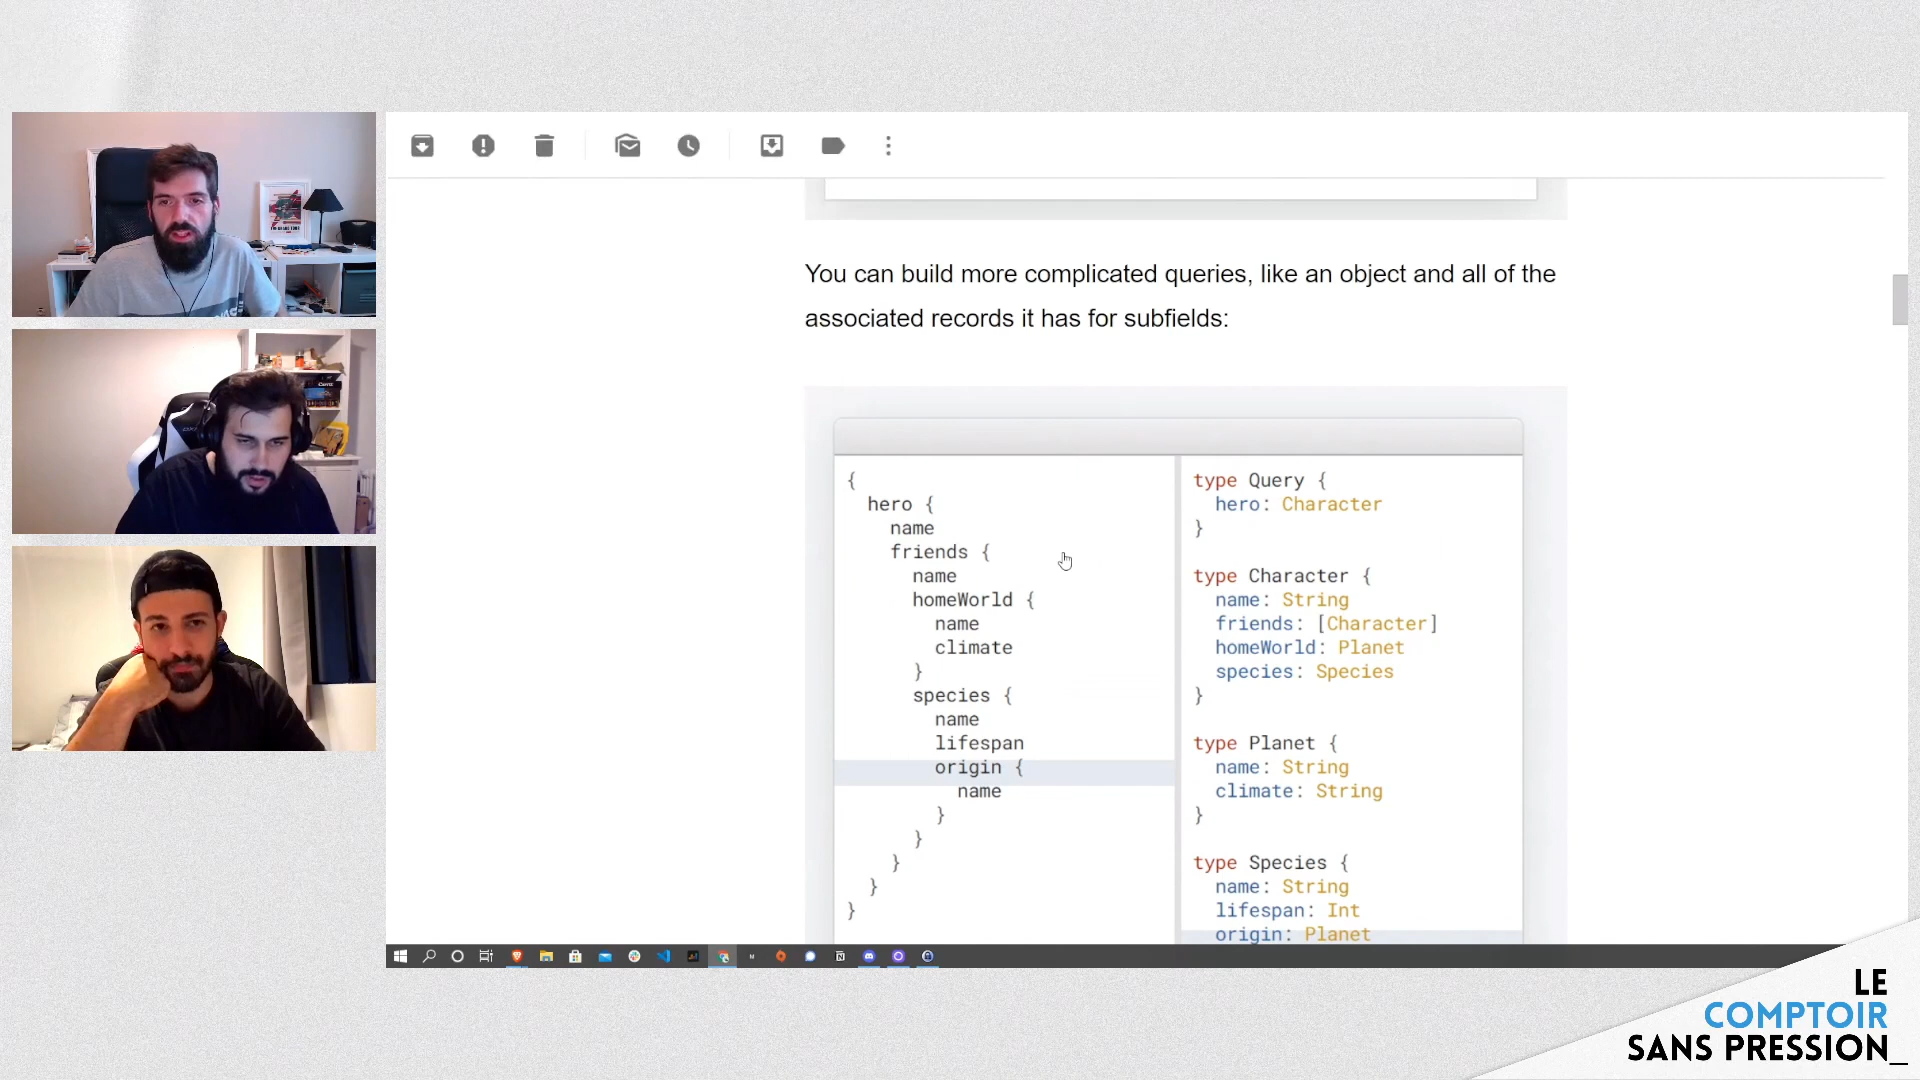 You can build more complicated queries, like an object and all of the
associated records it has for subfields:
{
hero {
name
friends {
name
homeWorld {
name
climate
}
species {
name
lifespan
origin {
name
}
}
}
}
}
type Query {
hero: Character
}
type Character {
name: String
friends: [Character]
homeWorld: Planet
species: Species
}
type Planet {
name: String
climate: String
}
type Species {
name: String
lifespan: Int
origin: Planet
LE
COMPTOIR
SANS PRESSION_